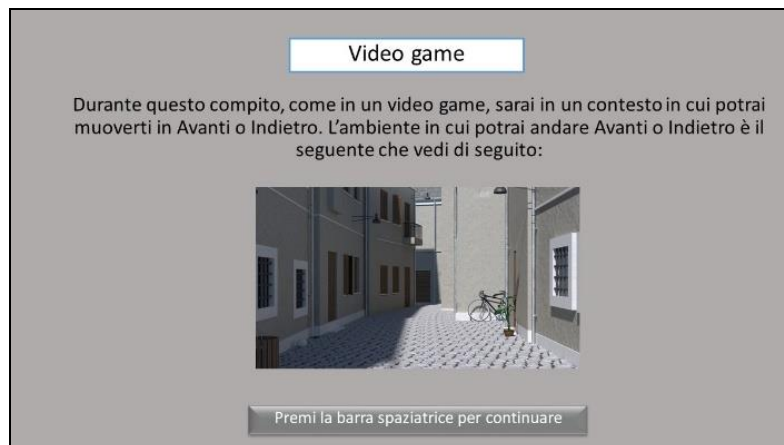 Video game
Durante questo compito, come in un video game, sarai in un contesto in cui potrai
muoverti in Avanti o Indietro. L'ambiente in cui potrai andare Avanti o Indietro è il
seguente che vedi di seguito:
Premi la barra spaziatrice per continuare